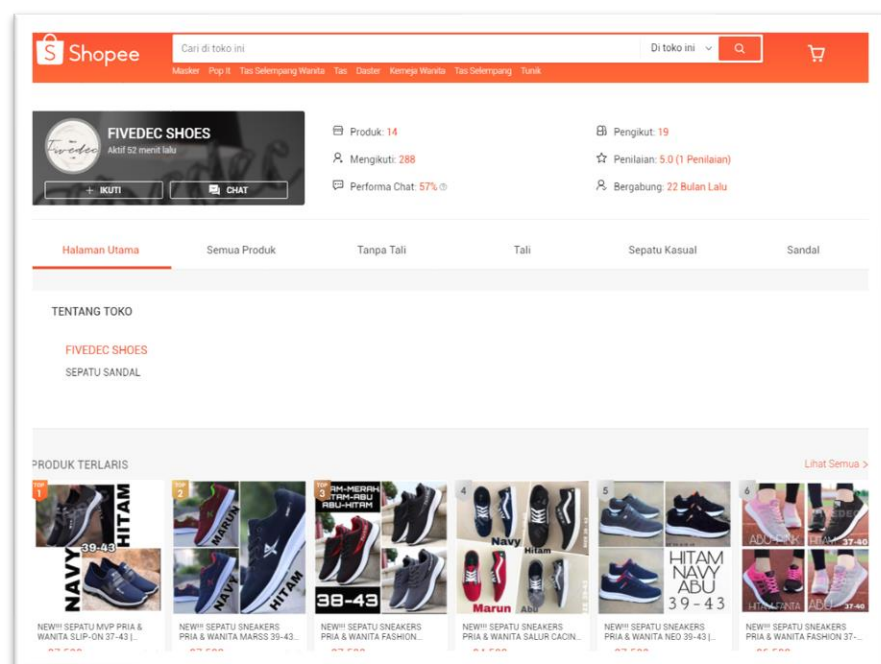 Shopee
Cari di toko ini
Di toko ini
Masker Pop It Tas Selempang Wanita Tas Daster Kemeja Wanita Tas Selempang Tunik
FIVEDEC SHOES
Aktif 52 menit lalu
+ IKUTI
CHAT
Produk: 14
Mengikuti: 288
Performa Chat: 57%
Pengikut: 19
Penilaian: 5.0 (1 Penilaian)
Bergabung: 22 Bulan Lalu
Halaman Utama Semua Produk Tanpa Tali Tali Sepatu Kasual Sandal
TENTANG TOKO
FIVEDEC SHOES
SEPATU SANDAL
PRODUK TERLARIS
Lihat Semua >
TOP 1
39-43
NAVY
HITAM
NEW!!! SEPATU MVP PRIA &
WANITA SLIP-ON 37-43 |...
TOP 2
MARUN
NAVY
HITAM
NEW!!! SEPATU SNEAKERS
PRIA & WANITA MARSS 39-43...
TOP 3
ABU-HITAM
38-43
NEW!!! SEPATU SNEAKERS
PRIA & WANITA FASHION...
4
Navy
Hitam
Marun
Abu
NEW!!! SEPATU SNEAKERS
PRIA & WANITA SALUR CACIN...
5
HITAM
NAVY
ABU
39-43
NEW!!! SEPATU SNEAKERS
PRIA & WANITA NEO 39-43 |...
6
FIVEDEC
ABU-PINK
HITAM
37-40
HITAM FANTA
ABU
37-40
NEW!!! SEPATU SNEAKERS
PRIA & WANITA FASHION 37-...